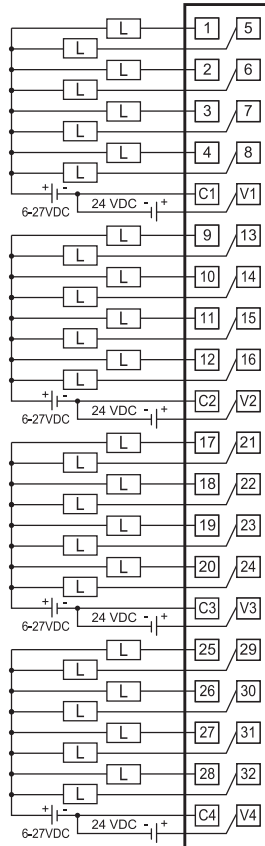 L 1 5
L
L 2 6
L
L 3 7
L
L 4 8
L
+ - C1 V1
6-27VDC 24 VDC - +
L 9 13
L
L 10 14
L
L 11 15
L
L 12 16
L
+ - C2 V2
6-27VDC 24 VDC - +
L 17 21
L
L 18 22
L
L 19 23
L
L 20 24
L
+ - C3 V3
6-27VDC 24 VDC - +
L 25 29
L
L 26 30
L
L 27 31
L
L 28 32
L
+ - C4 V4
6-27VDC 24 VDC - +